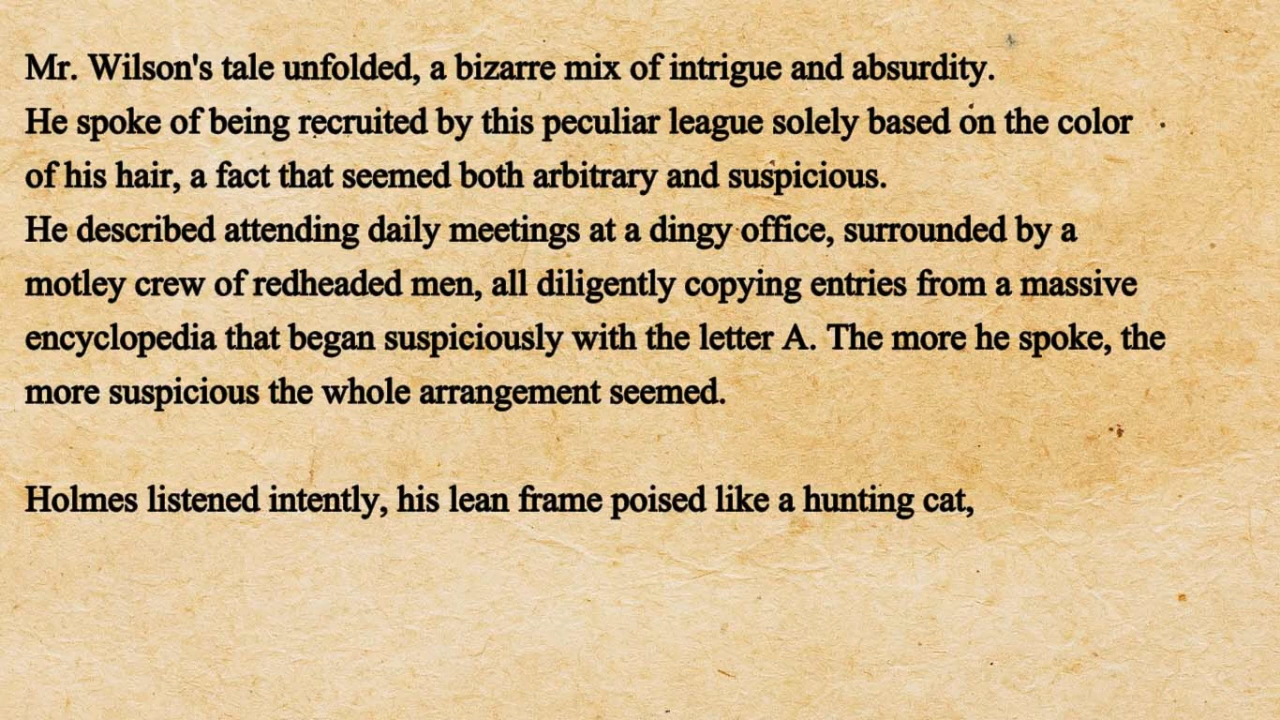 Mr. Wilson's tale unfolded, a bizarre mix of intrigue and absurdity.
He spoke of being recruited by this peculiar league solely based on the color
of his hair, a fact that seemed both arbitrary and suspicious.
He described attending daily meetings at a dingy office, surrounded by a
motley crew of redheaded men, all diligently copying entries from a massive
encyclopedia that began suspiciously with the letter A. The more he spoke, the
more suspicious the whole arrangement seemed.
Holmes listened intently, his lean frame poised like a hunting cat,